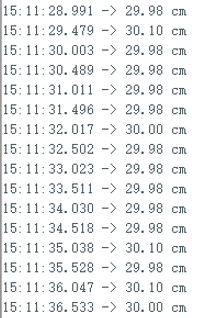 15:11:28.991 -> 29.98 cm
15:11:29.479 -> 30.10 cm
15:11:30.003 -> 29.98 cm
15:11:30.489 -> 29.98 cm
15:11:31.011 -> 29.98 cm
15:11:31.496 -> 29.98 cm
15:11:32.017 -> 30.00 cm
15:11:32.502 -> 29.98 cm
15:11:33.023 -> 29.98 cm
15:11:33.511 -> 29.98 cm
15:11:34.030 -> 29.98 cm
15:11:34.518 -> 29.98 cm
15:11:35.038 -> 30.10 cm
15:11:35.528 -> 29.98 cm
15:11:36.047 -> 30.10 cm
15:11:36.533 -> 30.00 cm